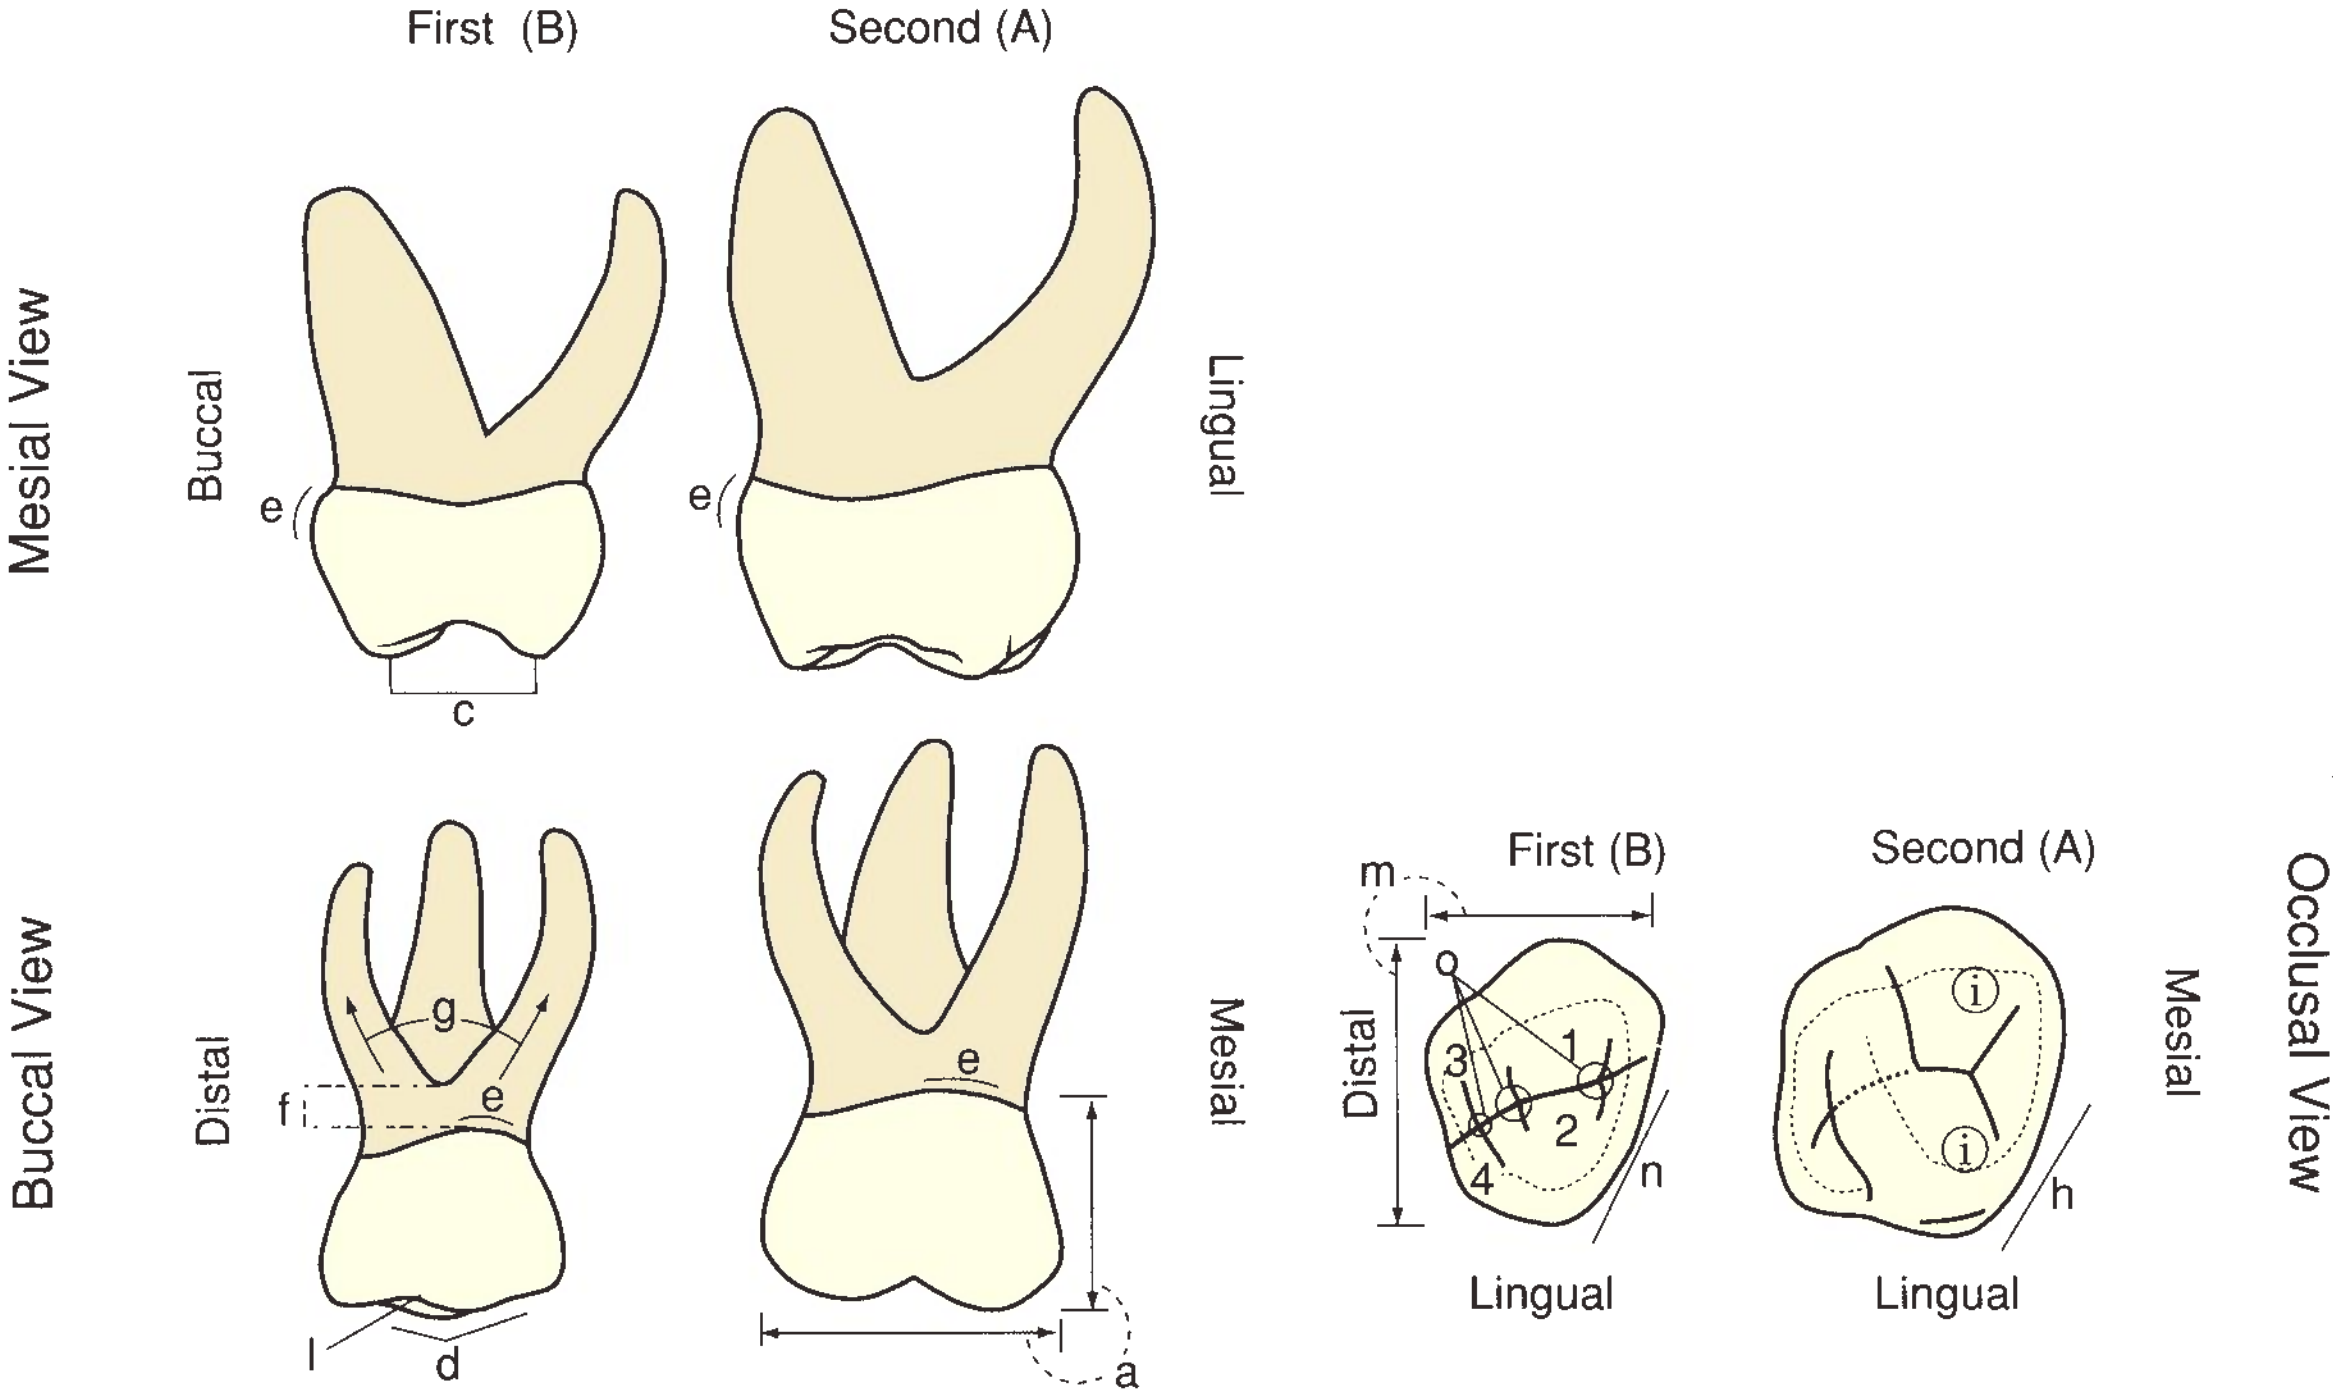 First (B)
Second (A)
Mesial View
Buccal
Lingual
e
e
c
Buccal View
Distal
Mesial
g
f
e
e
l
d
a
First (B)
Second (A)
Occlusal View
m
o
Distal
Mesial
1
2
3
4
n
i
i
h
Lingual
Lingual